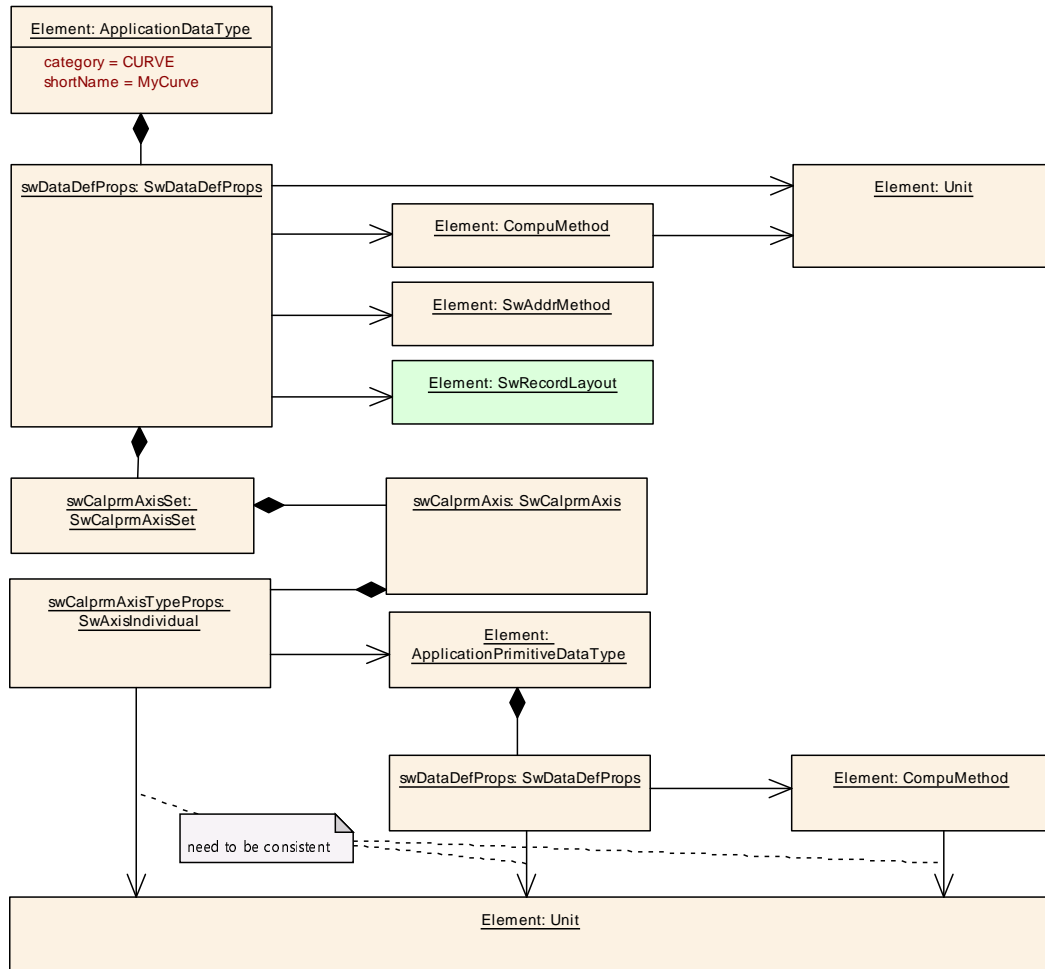 Element: ApplicationDataType
category = CURVE
shortName = MyCurve
swDataDefProps: SwDataDefProps
Element: Unit
Element: CompuMethod
Element: SwAddrMethod
Element: SwRecordLayout
swCalprmAxisSet:
SwCalprmAxisSet
swCalprmAxis: SwCalprmAxis
swCalprmAxisTypeProps:
SwAxisIndividual
Element:
ApplicationPrimitiveDataType
swDataDefProps: SwDataDefProps
Element: CompuMethod
need to be consistent
Element: Unit